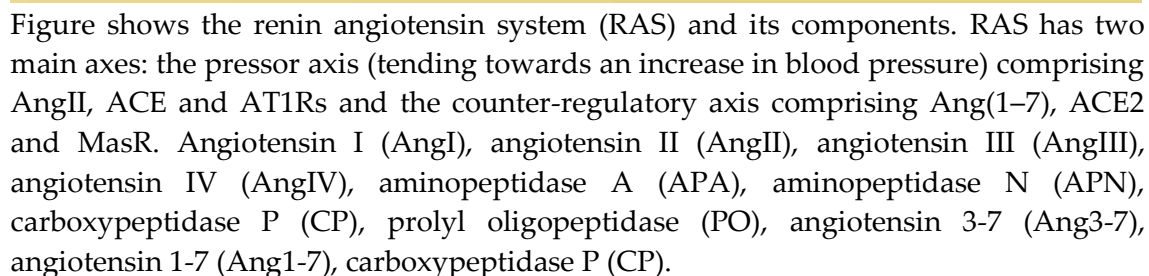 Figure shows the renin angiotensin system (RAS) and its components. RAS has two
main axes: the pressor axis (tending towards an increase in blood pressure) comprising
AngII, ACE and AT1Rs and the counter-regulatory axis comprising Ang(1–7), ACE2
and MasR. Angiotensin I (AngI), angiotensin II (AngII), angiotensin III (AngIII),
angiotensin IV (AngIV), aminopeptidase A (APA), aminopeptidase N (APN),
carboxypeptidase P (CP), prolyl oligopeptidase (PO), angiotensin 3-7 (Ang3-7),
angiotensin 1-7 (Ang1-7), carboxypeptidase P (CP).